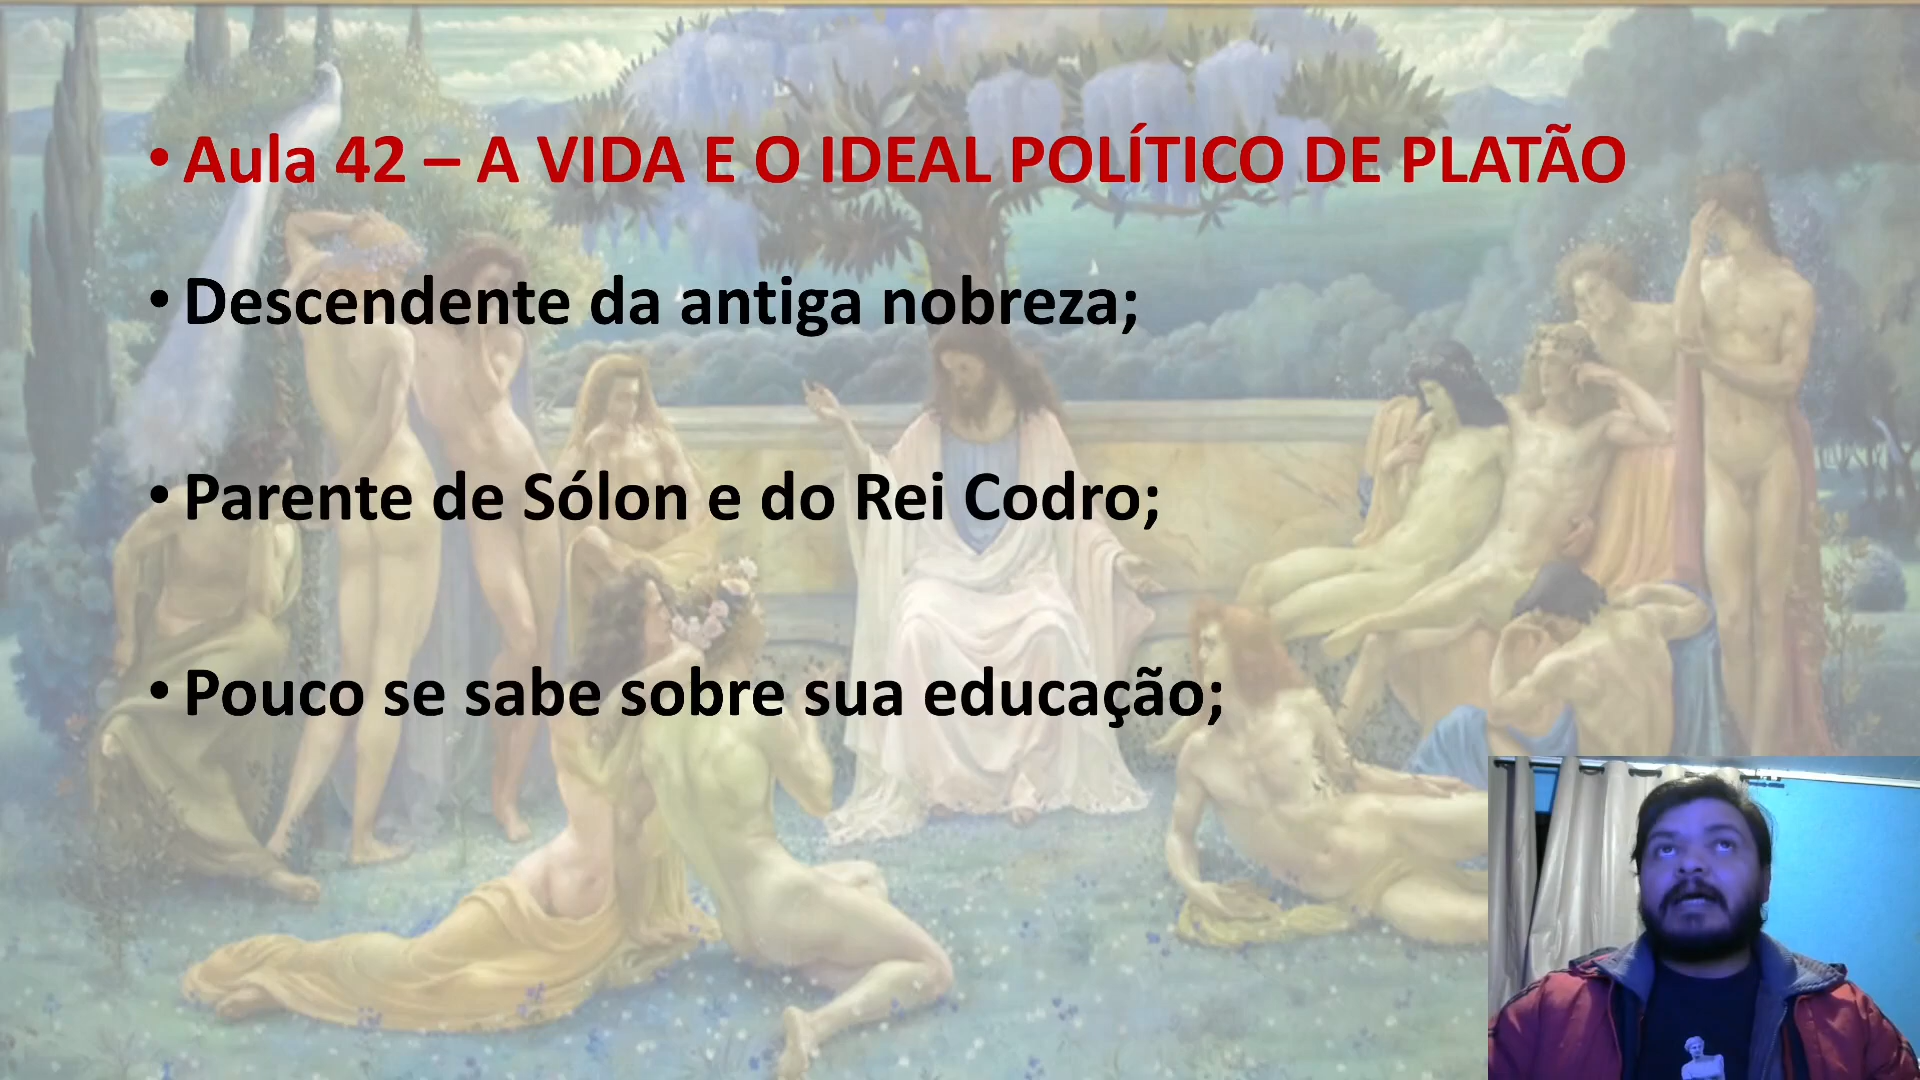 • Aula 42 – A VIDA E O IDEAL POLÍTICO DE PLATÃO
• Descendente da antiga nobreza;
• Parente de Sólon e do Rei Codro;
• Pouco se sabe sobre sua educação;